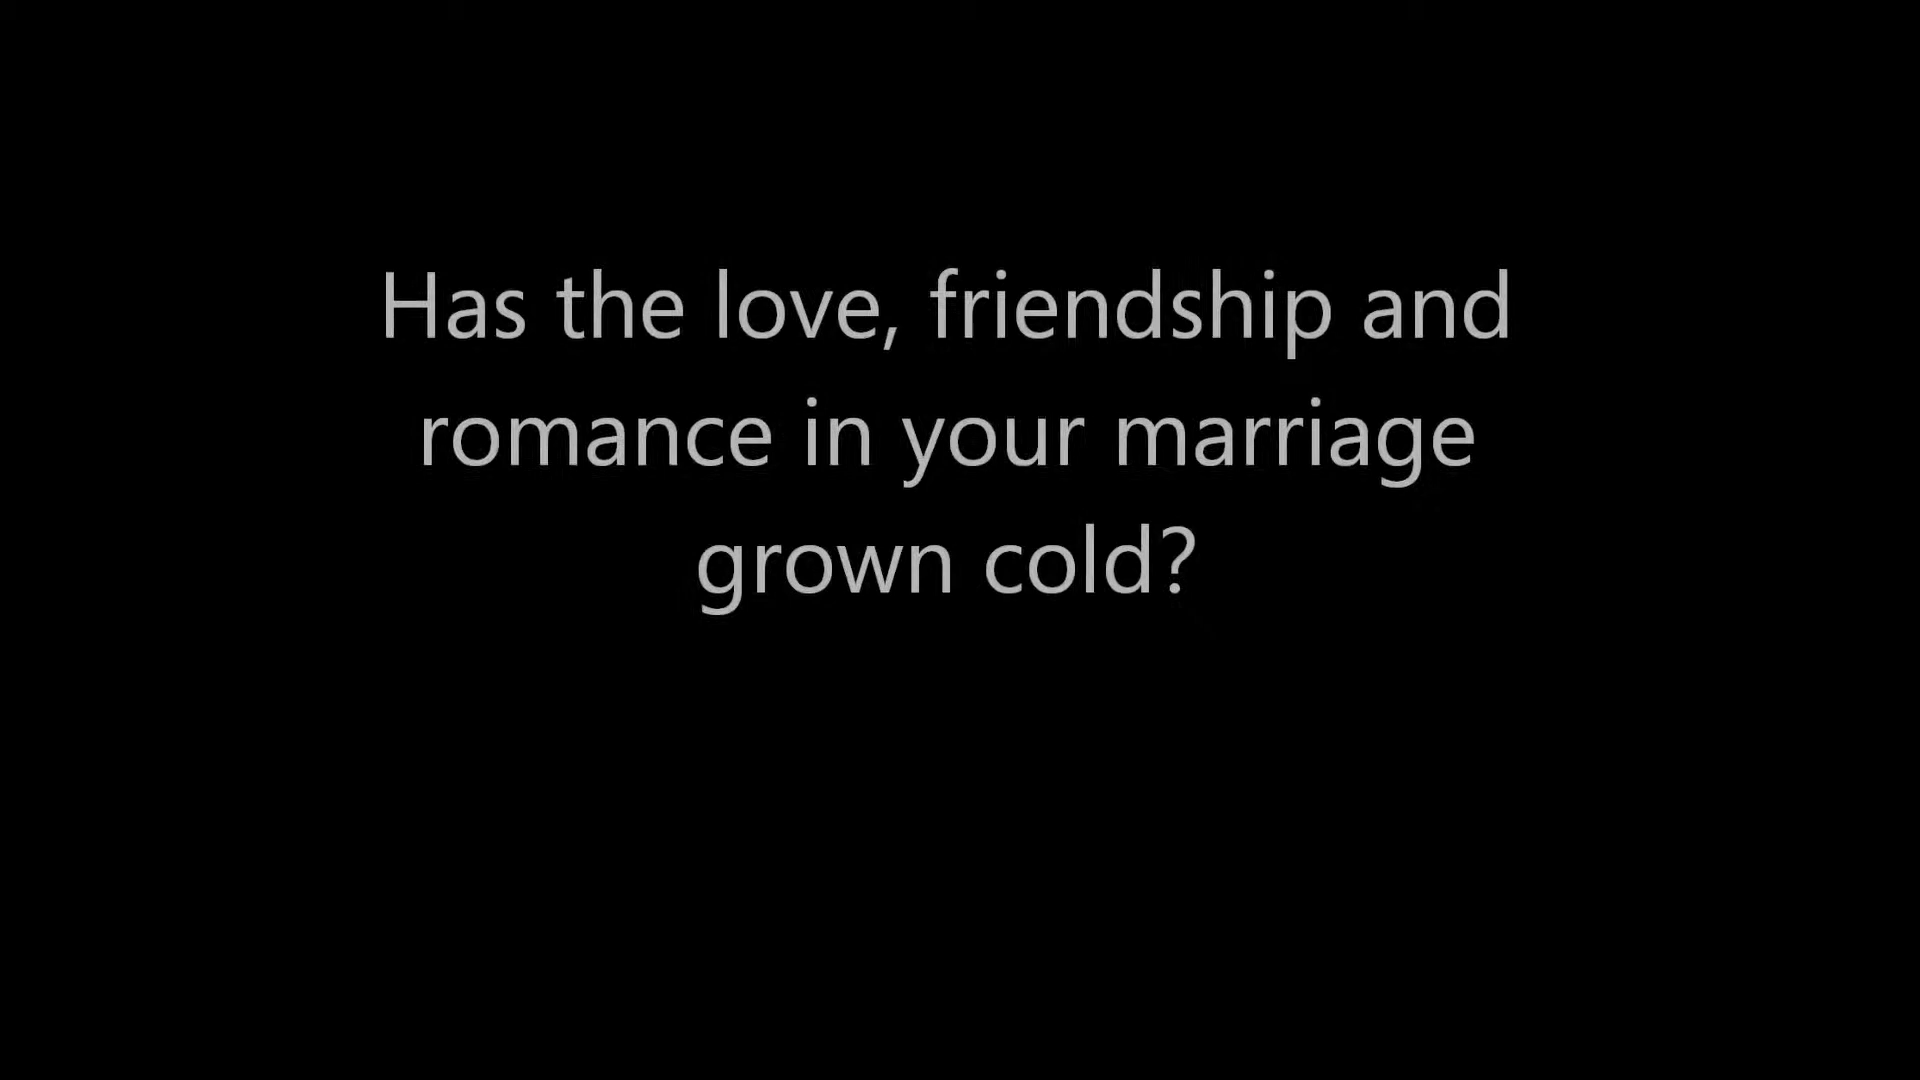 Has the love, friendship and
romance in your marriage
grown cold?